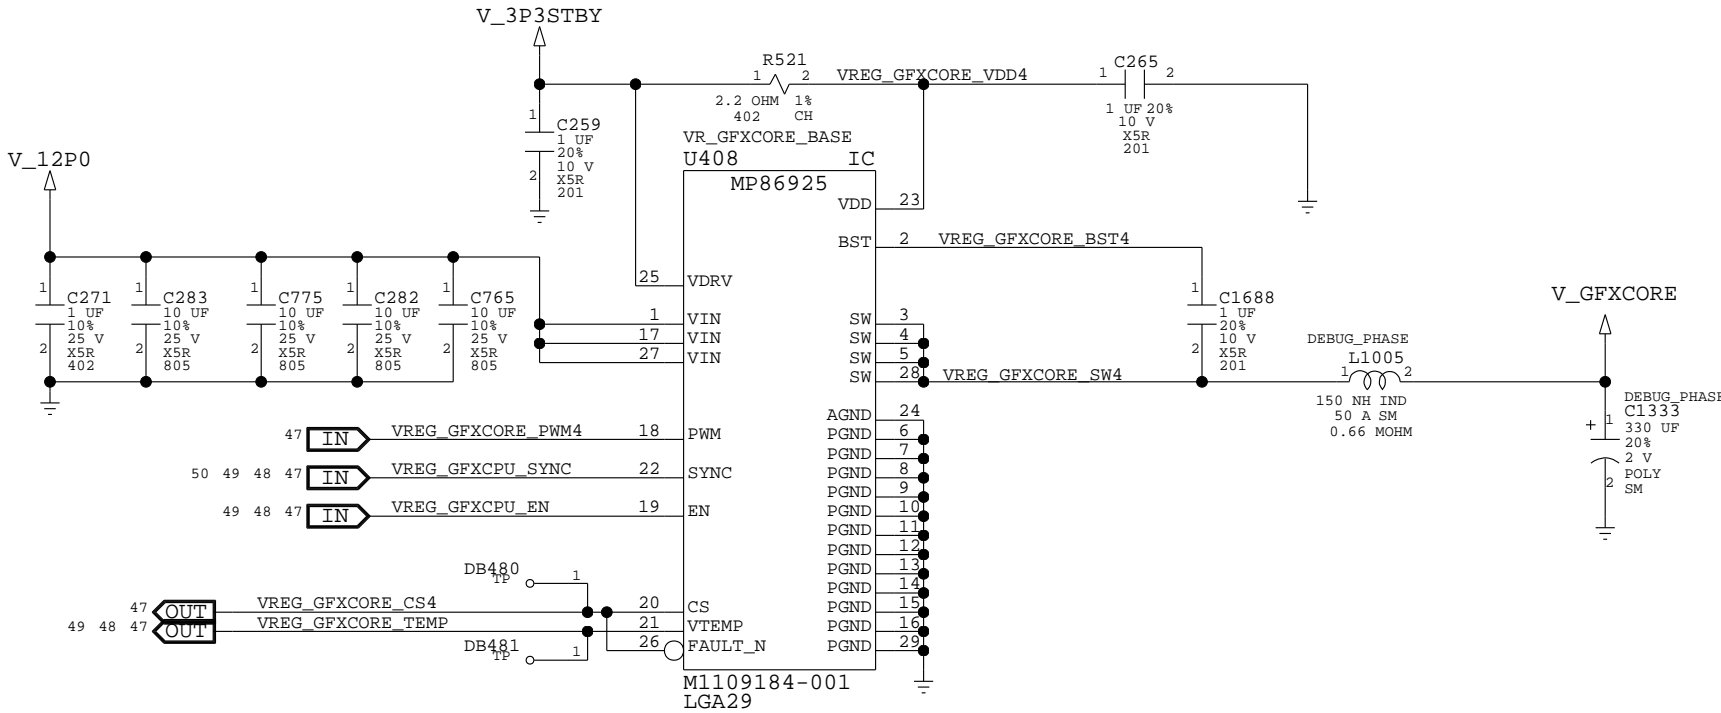 V_3P3STBY
R521
1 2
VREG_GFXCORE_VDD4
2.2 OHM 1%
402 CH
C265
1 2
1 UF 20%
10 V
X5R
201
1
C259
1 UF
20%
10 V
X5R
201
2
VR_GFXCORE_BASE
U408 IC
MP86925
V_12P0
VDD 23
BST 2 VREG_GFXCORE_BST4
25 VDRV
1
C271
1 UF
10%
25 V
X5R
402
2
1
C283
10 UF
10%
25 V
X5R
805
2
1
C775
10 UF
10%
25 V
X5R
805
2
1
C282
10 UF
10%
25 V
X5R
805
2
1
C765
10 UF
10%
25 V
X5R
805
2
1 VIN
17 VIN
27 VIN
SW 3
SW 4
SW 5
SW 28 VREG_GFXCORE_SW4
1
C1688
1 UF
20%
10 V
X5R
201
2
V_GFXCORE
DEBUG_PHASE
L1005
1 2
150 NH IND
50 A SM
0.66 MOHM
DEBUG_PHASE
C1333
+ 1
330 UF
20%
2 V
POLY
SM
2
AGND 24
PGND 6
PGND 7
PGND 8
PGND 9
PGND 10
PGND 11
PGND 12
PGND 13
PGND 14
PGND 15
PGND 16
PGND 29
47 IN VREG_GFXCORE_PWM4 18 PWM
50 49 48 47 IN VREG_GFXCPU_SYNC 22 SYNC
49 48 47 IN VREG_GFXCPU_EN 19 EN
DB480
TP
1
47 OUT VREG_GFXCORE_CS4 20 CS
49 48 47 OUT VREG_GFXCORE_TEMP 21 VTEMP
26 FAULT_N
DB481
TP
1
M1109184-001
LGA29